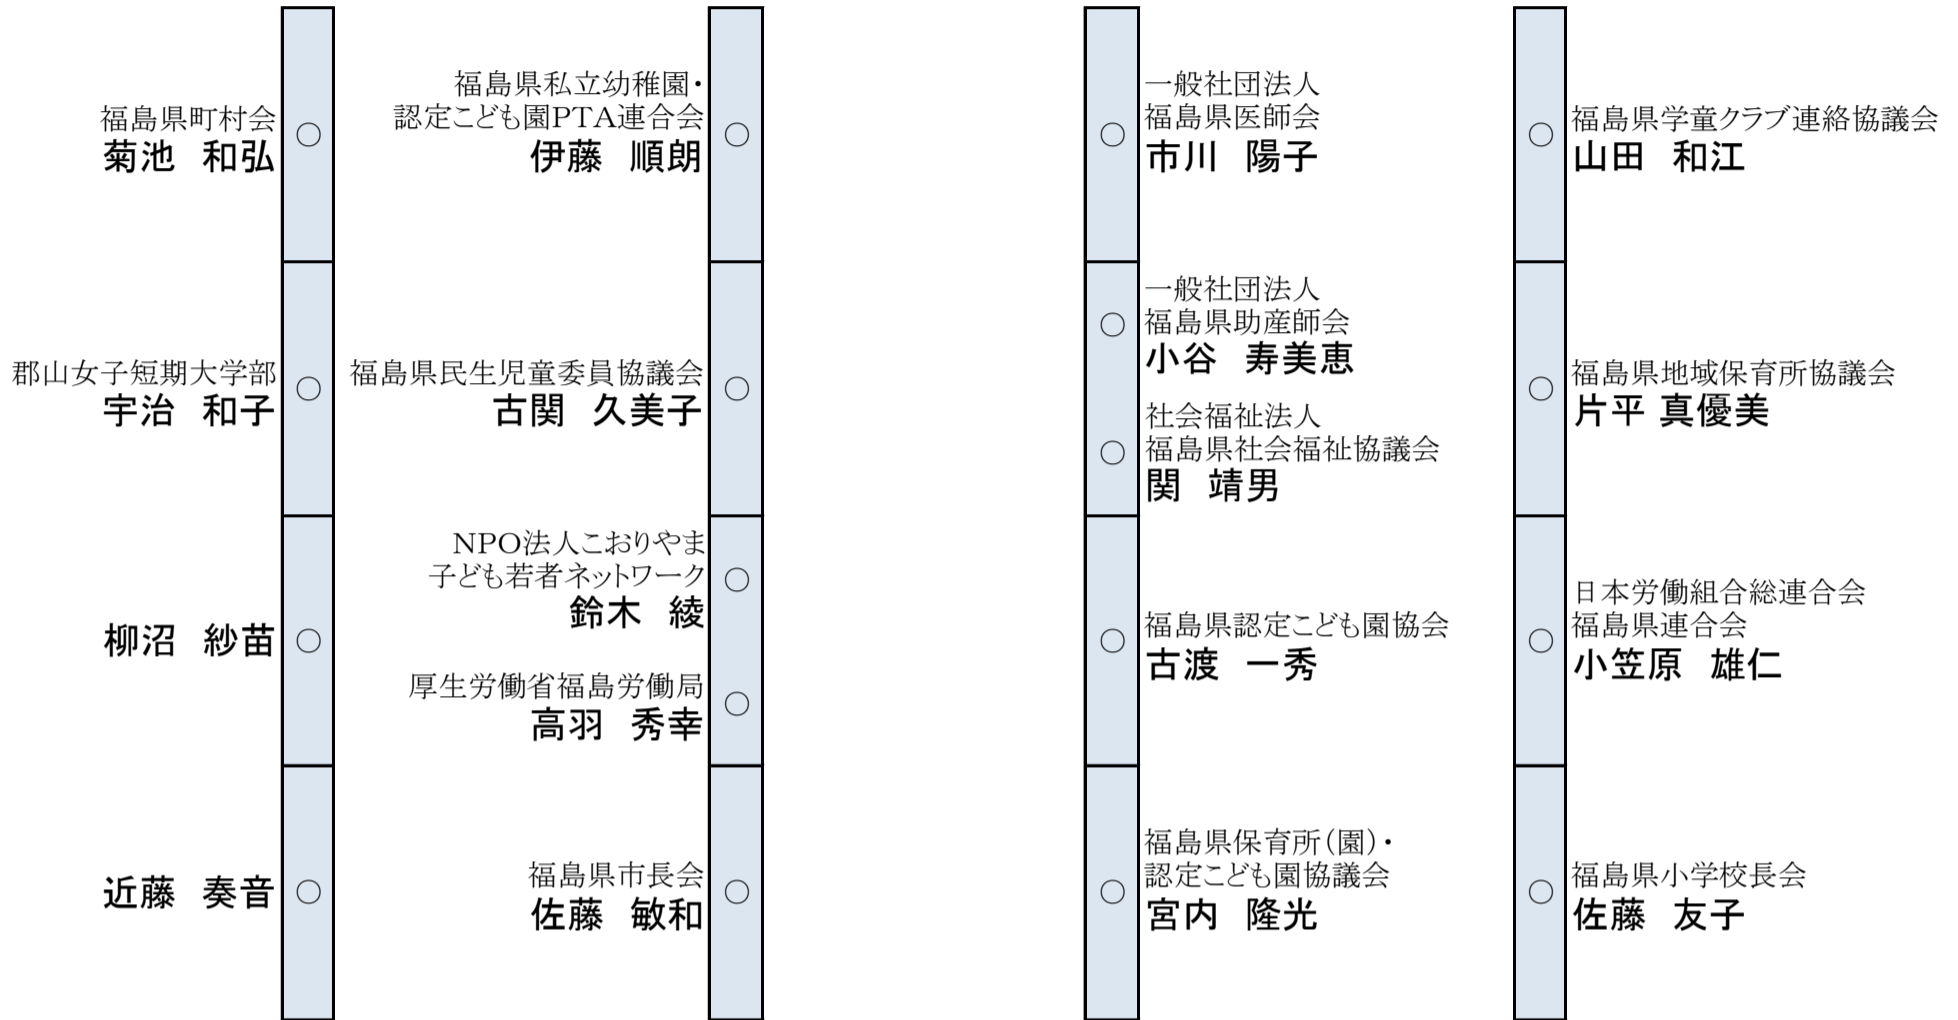 福島県町村会
菊池　和弘
郡山女子短期大学部
宇治　和子
柳沼　紗苗
近藤　奏音
福島県私立幼稚園・
認定こども園PTA連合会
伊藤　順朗
福島県民生児童委員協議会
古関　久美子
NPO法人こおりやま
子ども若者ネットワーク
鈴木　綾
厚生労働省福島労働局
高羽　秀幸
福島県市長会
佐藤　敏和
一般社団法人
福島県医師会
市川　陽子
一般社団法人
福島県助産師会
小谷　寿美恵
社会福祉法人
福島県社会福祉協議会
関　靖男
福島県認定こども園協会
古渡　一秀
福島県保育所(園)・
認定こども園協議会
宮内　隆光
福島県学童クラブ連絡協議会
山田　和江
福島県地域保育所協議会
片平 真優美
日本労働組合総連合会
福島県連合会
小笠原　雄仁
福島県小学校長会
佐藤　友子